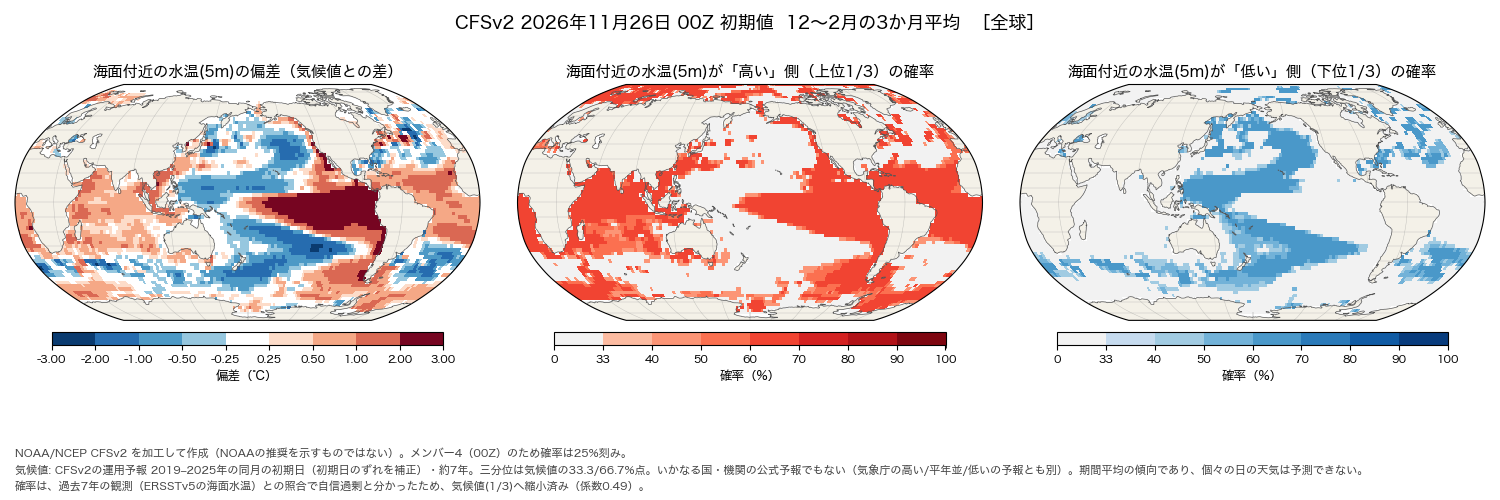 CFSv2 2026年11月26日 00Z 初期値 12～2月の3か月平均 ［全球］
海面付近の水温(5m)の偏差（気候値との差）
海面付近の水温(5m)が「高い」側（上位1/3）の確率
海面付近の水温(5m)が「低い」側（下位1/3）の確率
-3.00 -2.00 -1.00 -0.50 -0.25 0.25 0.50 1.00 2.00 3.00
偏差（℃）
0 33 40 50 60 70 80 90 100
確率（%）
0 33 40 50 60 70 80 90 100
確率（%）
NOAA/NCEP CFSv2 を加工して作成（NOAAの推奨を示すものではない）。メンバー4（00Z）のため確率は25%刻み。
気候値: CFSv2の運用予報 2019–2025年の同月の初期日（初期日のずれを補正）・約7年。三分位は気候値の33.3/66.7%点。いかなる国・機関の公式予報でもない（気象庁の高い/平年並/低いの予報とも別）。期間平均の傾向であり、個々の日の天気は予測できない。
確率は、過去7年の観測（ERSSTv5の海面水温）との照合で自信過剰と分かったため、気候値(1/3)へ縮小済み（係数0.49）。